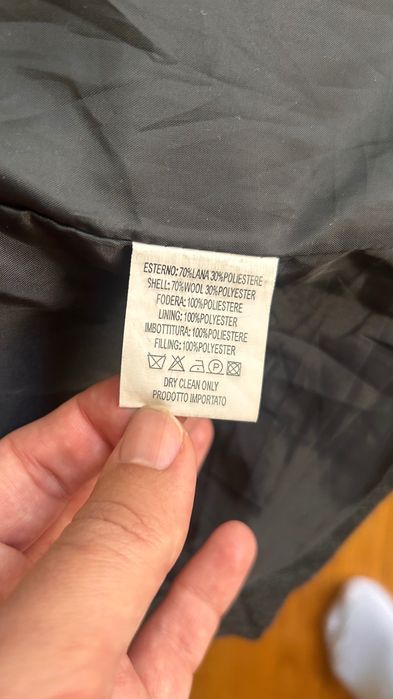 ESTERNO: 70%LANA 30%POLIESTERE
SHELL: 70%WOOL 30%POLYESTER
FODERA: 100%POLIESTERE
LINING: 100%POLYESTER
IMBOTTITURA: 100%POLIESTERE
FILLING: 100%POLYESTER
P
DRY CLEAN ONLY
PRODOTTO IMPORTATO